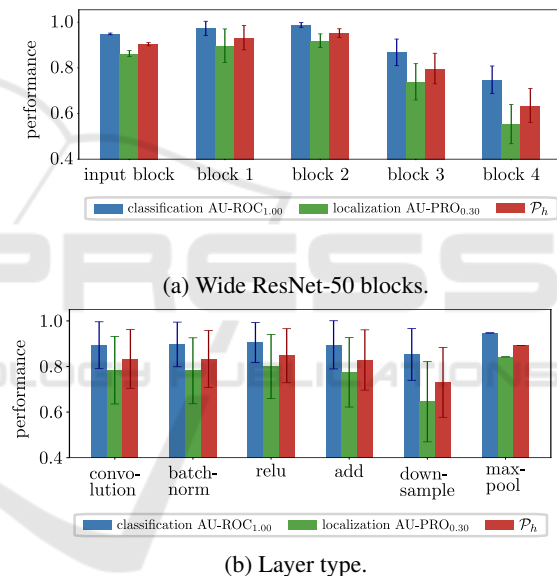 1.0
0.8
0.6
0.4
performance
input block block 1 block 2 block 3 block 4
classification AU-ROC1.00 localization AU-PRO0.30 𝒫h
(a) Wide ResNet-50 blocks.
1.0
0.8
0.6
0.4
performance
convo- batch- relu add down- max-
lution norm sample pool
classification AU-ROC1.00 localization AU-PRO0.30 𝒫h
(b) Layer type.
PRESS
OLOGY PUBLICATIONS